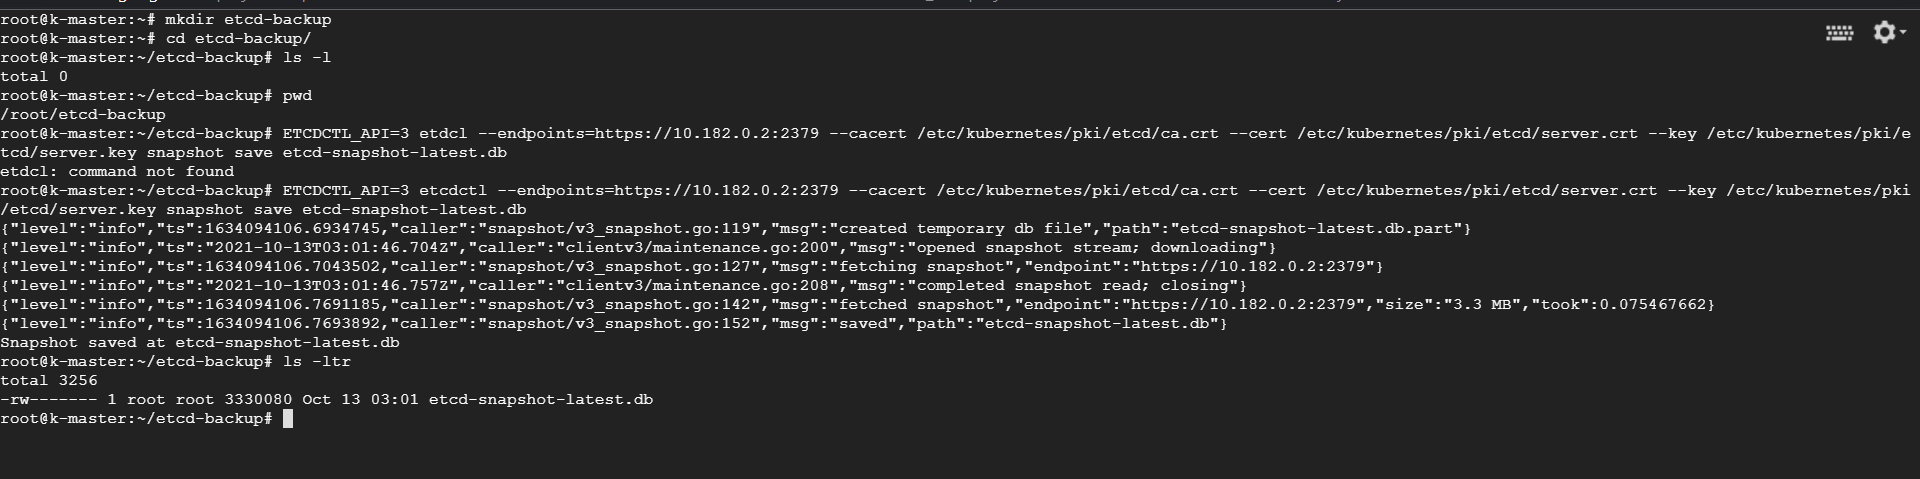 root@k-master:~# mkdir etcd-backup
root@k-master:~# cd etcd-backup/
root@k-master:~/etcd-backup# ls -l
total 0
root@k-master:~/etcd-backup# pwd
/root/etcd-backup
root@k-master:~/etcd-backup# ETCDCTL_API=3 etdcl --endpoints=https://10.182.0.2:2379 --cacert /etc/kubernetes/pki/etcd/ca.crt --cert /etc/kubernetes/pki/etcd/server.crt --key /etc/kubernetes/pki/e
tcd/server.key snapshot save etcd-snapshot-latest.db
etdcl: command not found
root@k-master:~/etcd-backup# ETCDCTL_API=3 etcdctl --endpoints=https://10.182.0.2:2379 --cacert /etc/kubernetes/pki/etcd/ca.crt --cert /etc/kubernetes/pki/etcd/server.crt --key /etc/kubernetes/pki
/etcd/server.key snapshot save etcd-snapshot-latest.db
{"level":"info","ts":1634094106.6934745,"caller":"snapshot/v3_snapshot.go:119","msg":"created temporary db file","path":"etcd-snapshot-latest.db.part"}
{"level":"info","ts":"2021-10-13T03:01:46.704Z","caller":"clientv3/maintenance.go:200","msg":"opened snapshot stream; downloading"}
{"level":"info","ts":1634094106.7043502,"caller":"snapshot/v3_snapshot.go:127","msg":"fetching snapshot","endpoint":"https://10.182.0.2:2379"}
{"level":"info","ts":"2021-10-13T03:01:46.757Z","caller":"clientv3/maintenance.go:208","msg":"completed snapshot read; closing"}
{"level":"info","ts":1634094106.7691185,"caller":"snapshot/v3_snapshot.go:142","msg":"fetched snapshot","endpoint":"https://10.182.0.2:2379","size":"3.3 MB","took":0.075467662}
{"level":"info","ts":1634094106.7693892,"caller":"snapshot/v3_snapshot.go:152","msg":"saved","path":"etcd-snapshot-latest.db"}
Snapshot saved at etcd-snapshot-latest.db
root@k-master:~/etcd-backup# ls -ltr
total 3256
-rw------- 1 root root 3330080 Oct 13 03:01 etcd-snapshot-latest.db
root@k-master:~/etcd-backup#